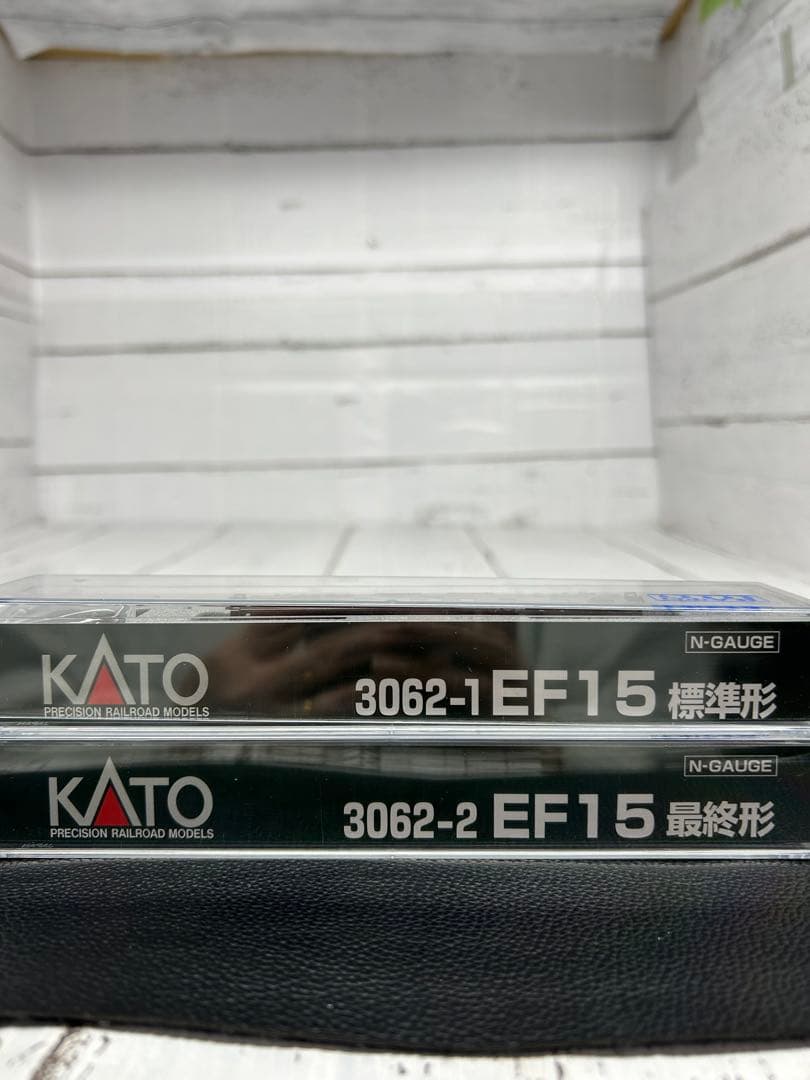 N-GAUGE
KATO
3062-1 EF15 標準形
PRECISION RAILROAD MODELS
N-GAUGE
KATO
3062-2 EF15 最終形
PRECISION RAILROAD MODELS